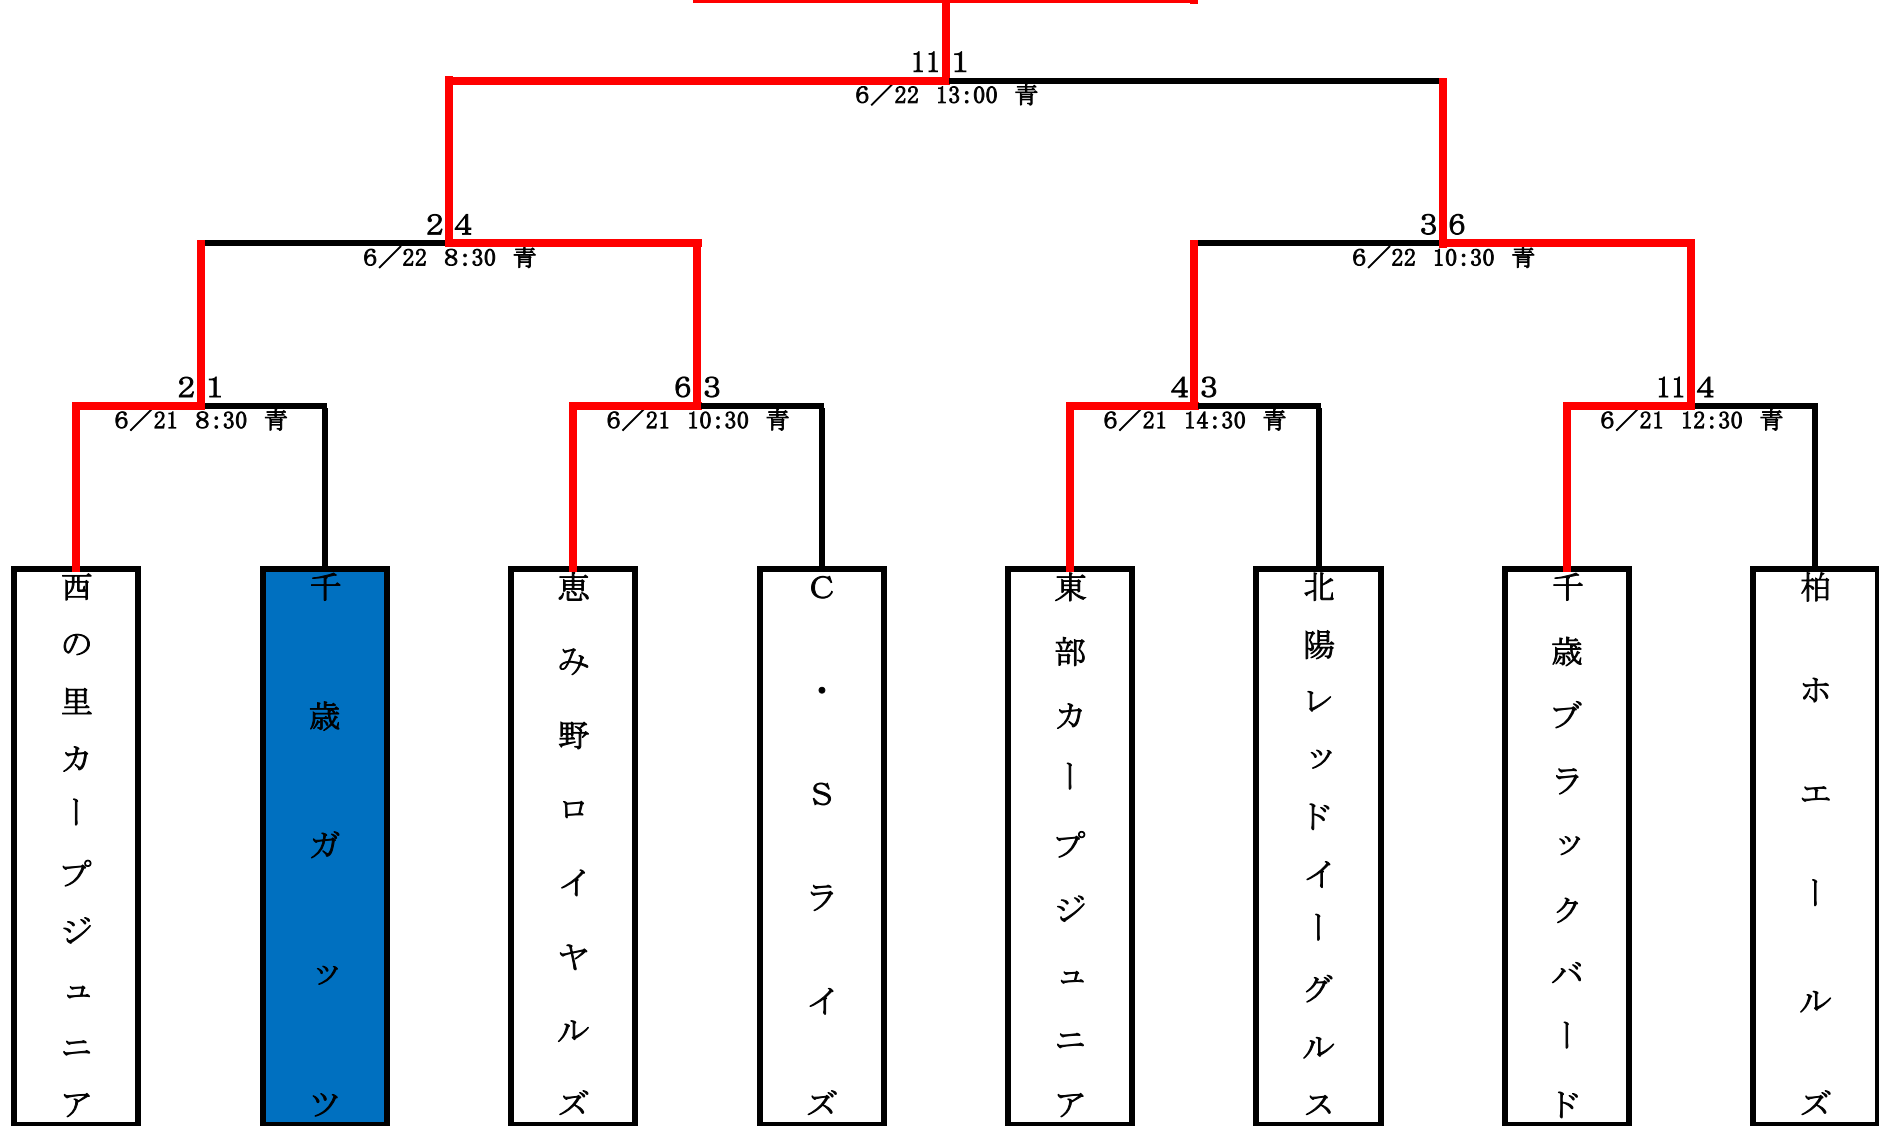 11 1
6／22 13:00 青
2 4
6／22 8:30 青
3 6
6／22 10:30 青
2 1
6／21 8:30 青
6 3
6／21 10:30 青
4 3
6／21 14:30 青
11 4
6／21 12:30 青
西の里カープジュニア
千歳ガッツ
恵み野ロイヤルズ
C・Sライズ
東部カープジュニア
北陽レッドイーグルス
千歳ブラックバード
柏ホエールズ